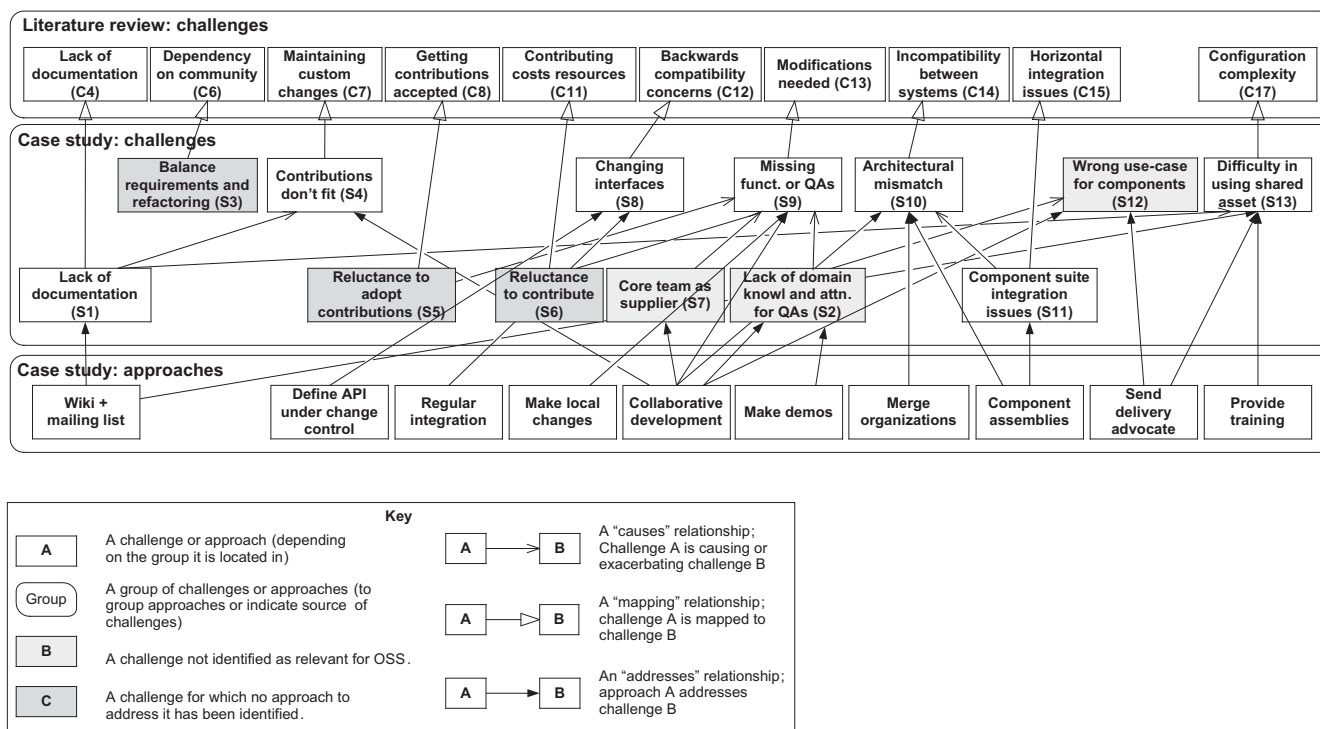 Literature review: challenges
Lack of
documentation
(C4)
Dependency
on community
(C6)
Maintaining
custom
changes (C7)
Getting
contributions
accepted (C8)
Contributing
costs resources
(C11)
Backwards
compatibility
concerns (C12)
Modifications
needed (C13)
Incompatibility
between
systems (C14)
Horizontal
integration
issues (C15)
Configuration
complexity
(C17)
Case study: challenges
Balance
requirements and
refactoring (S3)
Contributions
don't fit (S4)
Changing
interfaces
(S8)
Missing
funct. or QAs
(S9)
Architectural
mismatch
(S10)
Wrong use-case
for components
(S12)
Difficulty in
using shared
asset (S13)
Lack of
documentation
(S1)
Reluctance to
adopt
contributions (S5)
Reluctance
to contribute
(S6)
Core team as
supplier (S7)
Lack of domain
knowl and attn.
for QAs (S2)
Component suite
integration
issues (S11)
Case study: approaches
Wiki +
mailing list
Define API
under change
control
Regular
integration
Make local
changes
Collaborative
development
Make demos
Merge
organizations
Component
assemblies
Send
delivery
advocate
Provide
training
Key
A
A challenge or approach (depending
on the group it is located in)
Group
A group of challenges or approaches (to
group approaches or indicate source of
challenges)
B
A challenge not identified as relevant for OSS.
C
A challenge for which no approach to
address it has been identified.
A
B
A "causes" relationship;
Challenge A is causing or
exacerbating challenge B
A
B
A "mapping" relationship;
challenge A is mapped to
challenge B
A
B
An "addresses" relationship;
approach A addresses
challenge B